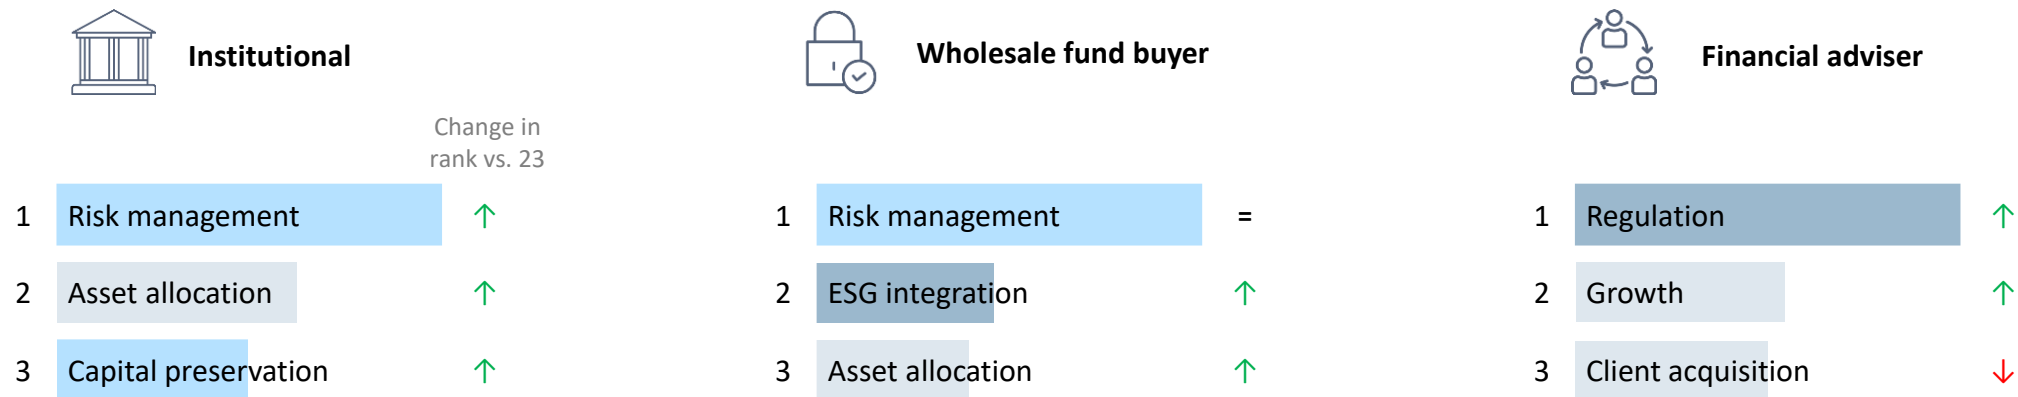 Institutional
Wholesale fund buyer
Financial adviser
Change in
rank vs. 23
1 Risk management ↑
2 Asset allocation ↑
3 Capital preservation ↑
1 Risk management =
2 ESG integration ↑
3 Asset allocation ↑
1 Regulation ↑
2 Growth ↑
3 Client acquisition ↓